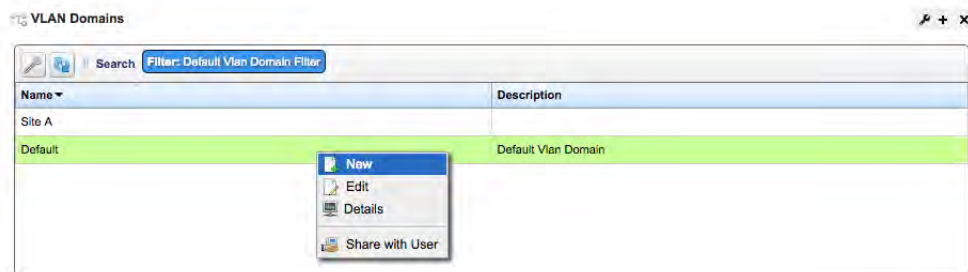 VLAN Domains
Search Filter: Default Vlan Domain Filter
Name Description
Site A
Default Default Vlan Domain
New
Edit
Details
Share with User